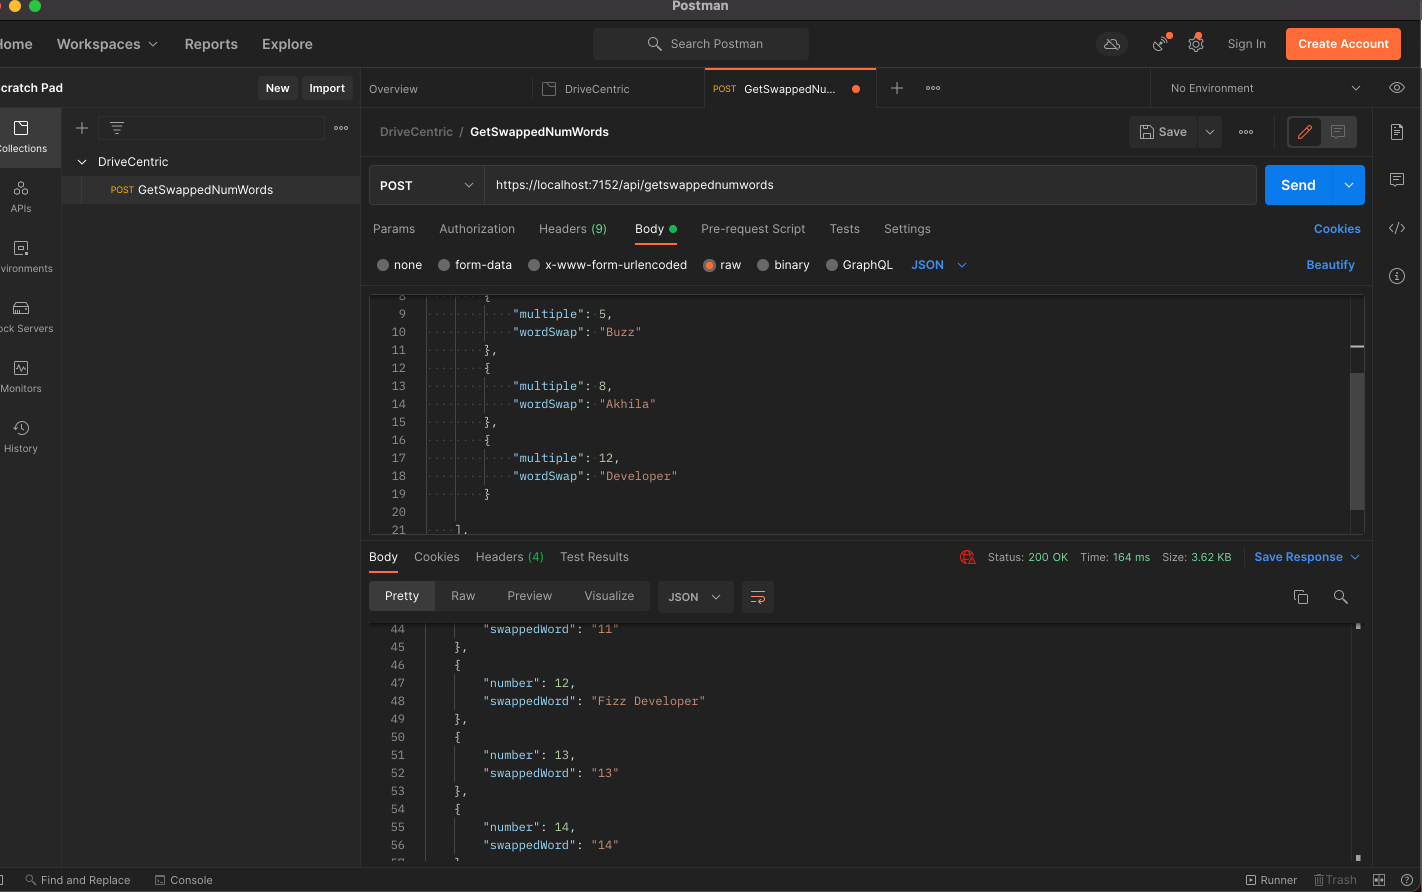 Postman
Home Workspaces Reports Explore Search Postman Sign In Create Account
Scratch Pad New Import Overview DriveCentric POST GetSwappedNu... No Environment
Collections
DriveCentric / GetSwappedNumWords Save
DriveCentric
POST GetSwappedNumWords
POST https://localhost:7152/api/getswappednumwords Send
APIs
Params Authorization Headers (9) Body Pre-request Script Tests Settings Cookies
none form-data x-www-form-urlencoded raw binary GraphQL JSON Beautify
Environments
Mock Servers
Monitors
History
8 {
9 "multiple": 5,
10 "wordSwap": "Buzz"
11 },
12 {
13 "multiple": 8,
14 "wordSwap": "Akhila"
15 },
16 {
17 "multiple": 12,
18 "wordSwap": "Developer"
19 }
20
21 ],
Body Cookies Headers (4) Test Results Status: 200 OK Time: 164 ms Size: 3.62 KB Save Response
Pretty Raw Preview Visualize JSON
44 "swappedWord": "11"
45 },
46 {
47 "number": 12,
48 "swappedWord": "Fizz Developer"
49 },
50 {
51 "number": 13,
52 "swappedWord": "13"
53 },
54 {
55 "number": 14,
56 "swappedWord": "14"
57 }
Find and Replace Console Runner Trash